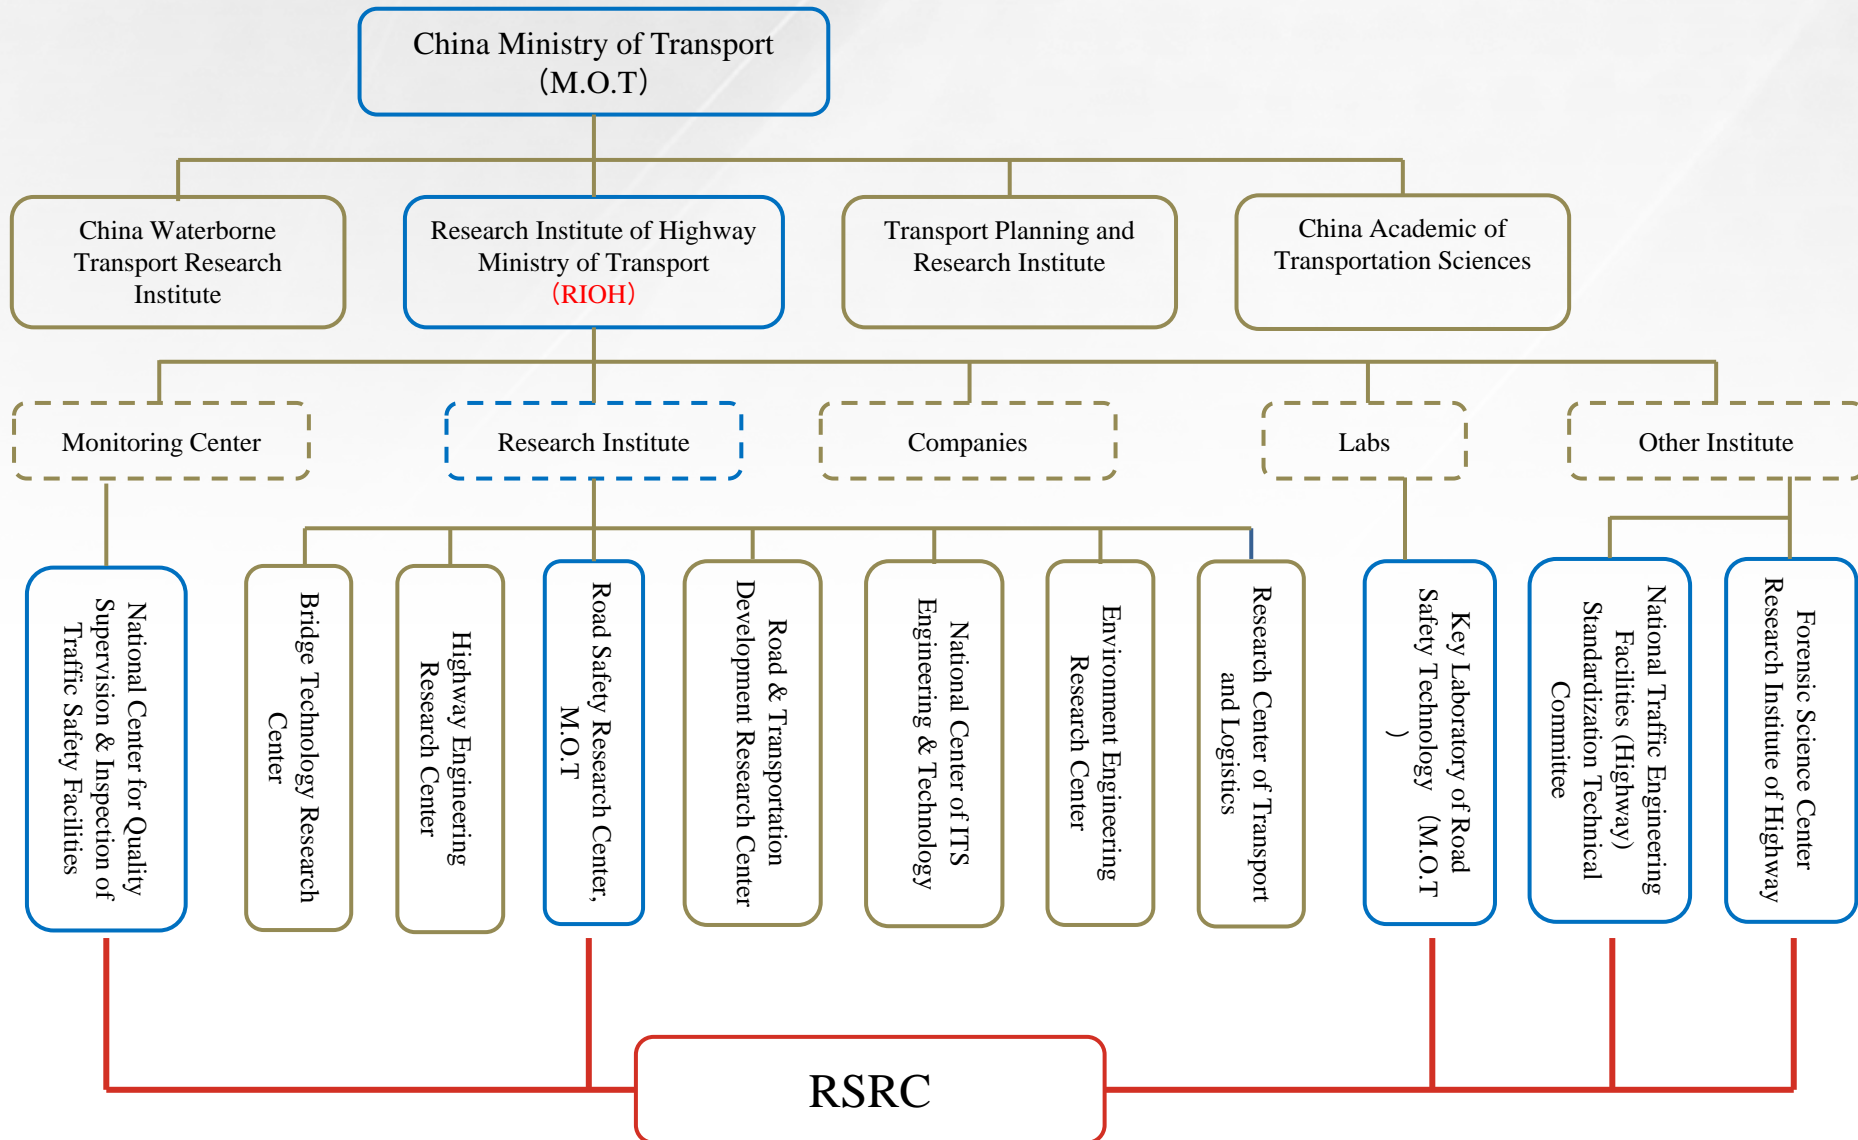 China Ministry of Transport
（M.O.T）
China Waterborne
Transport Research
Institute
Research Institute of Highway
Ministry of Transport
（RIOH）
Transport Planning and
Research Institute
China Academic of
Transportation Sciences
Monitoring Center
Research Institute
Companies
Labs
Other Institute
National Center for Quality
Supervision & Inspection of
Traffic Safety Facilities
Bridge Technology Research
Center
Highway Engineering
Research Center
Road Safety Research Center,
M.O.T
Road & Transportation
Development Research Center
National Center of ITS
Engineering & Technology
Environment Engineering
Research Center
Research Center of Transport
and Logistics
Key Laboratory of Road
Safety Technology （M.O.T
）
National Traffic Engineering
Facilities (Highway)
Standardization Technical
Committee
Forensic Science Center
Research Institute of Highway
RSRC